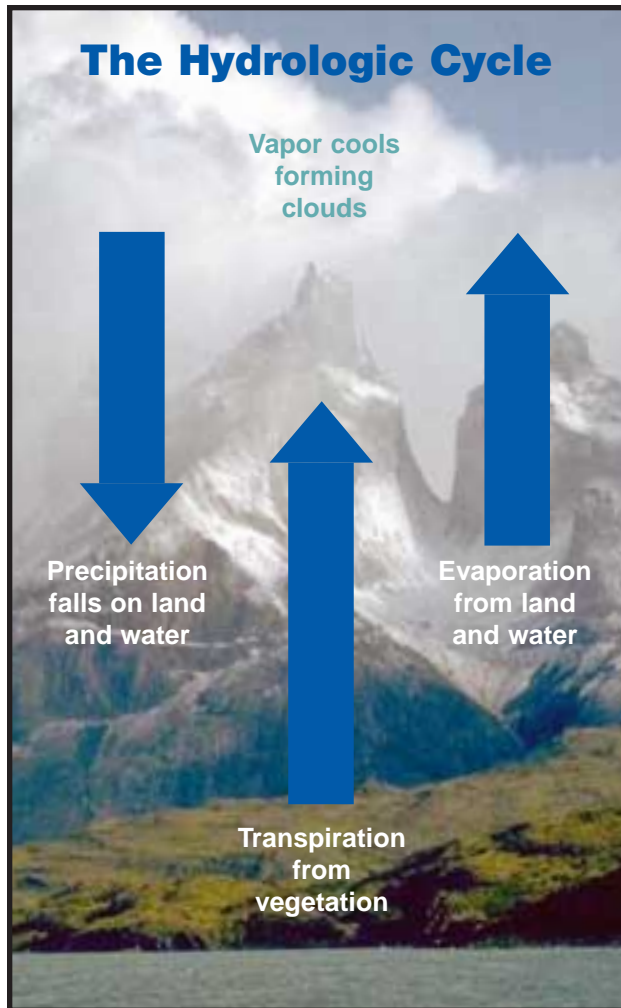 The Hydrologic Cycle
Vapor cools
forming
clouds
Precipitation
falls on land
and water
Evaporation
from land
and water
Transpiration
from
vegetation